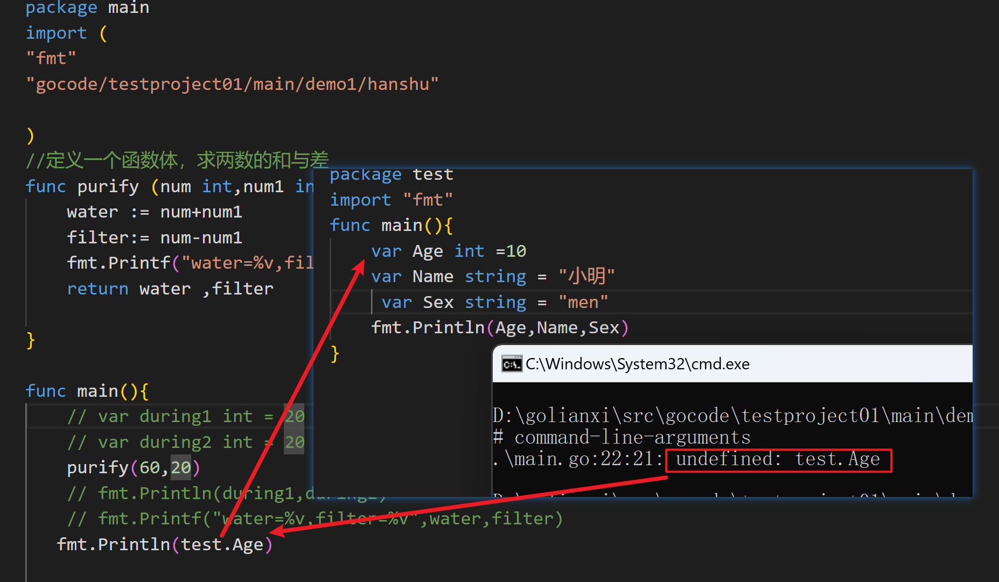 package main
import (
"fmt"
"gocode/testproject01/main/demo1/hanshu"
)
//定义一个函数体，求两数的和与差
func purify (num int,num1 in
water := num+num1
filter:= num-num1
fmt.Printf("water=%v,fil
return water ,filter
}
func main(){
// var during1 int = 20
// var during2 int = 20
purify(60,20)
// fmt.Println(during1,during2)
// fmt.Printf("water=%v,filter=%v",water,filter)
fmt.Println(test.Age)
package test
import "fmt"
func main(){
var Age int =10
var Name string = "小明"
var Sex string = "men"
fmt.Println(Age,Name,Sex)
}
C:\Windows\System32\cmd.exe
D:\golianxi\src\gocode\testproject01\main\dem
# command-line-arguments
.\main.go:22:21: undefined: test.Age